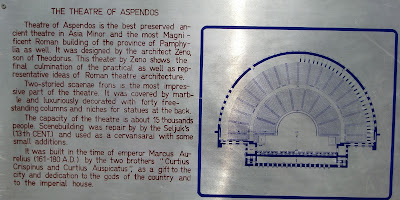 THE THEATRE OF ASPENDOS
Theatre of Aspendos is the best preserved an-
cient theatre in Asia Minor and the most Magni-
ficent Roman building of the province of Pamphy-
lia as well. It was designed by the architect Zeno,
son of Theodorus. This theater by Zeno shows the
final culmination of the practical as well as rep-
resentative ideas of Roman theatre architecture.
Two-storied scaenae frons is the most impres-
sive part of the theatre. It was covered by marb-
le and luxuriously decorated with forty free-
standing columns and niches for statues at the back.
The capacity of the theatre is about 15 thousands
people. Scenebuilding was repair by by the Seljuk's
(13th CENT.) and used as a cervansarai with some
small additions.
It was built in the time of emperor Marcus Au-
relius (161-180 A.D.) by the two brothers "Curtius
Crispinus and Curtius Auspicatus", as a gift to the
city and dedication to the gods of the country and
to the imperial house.